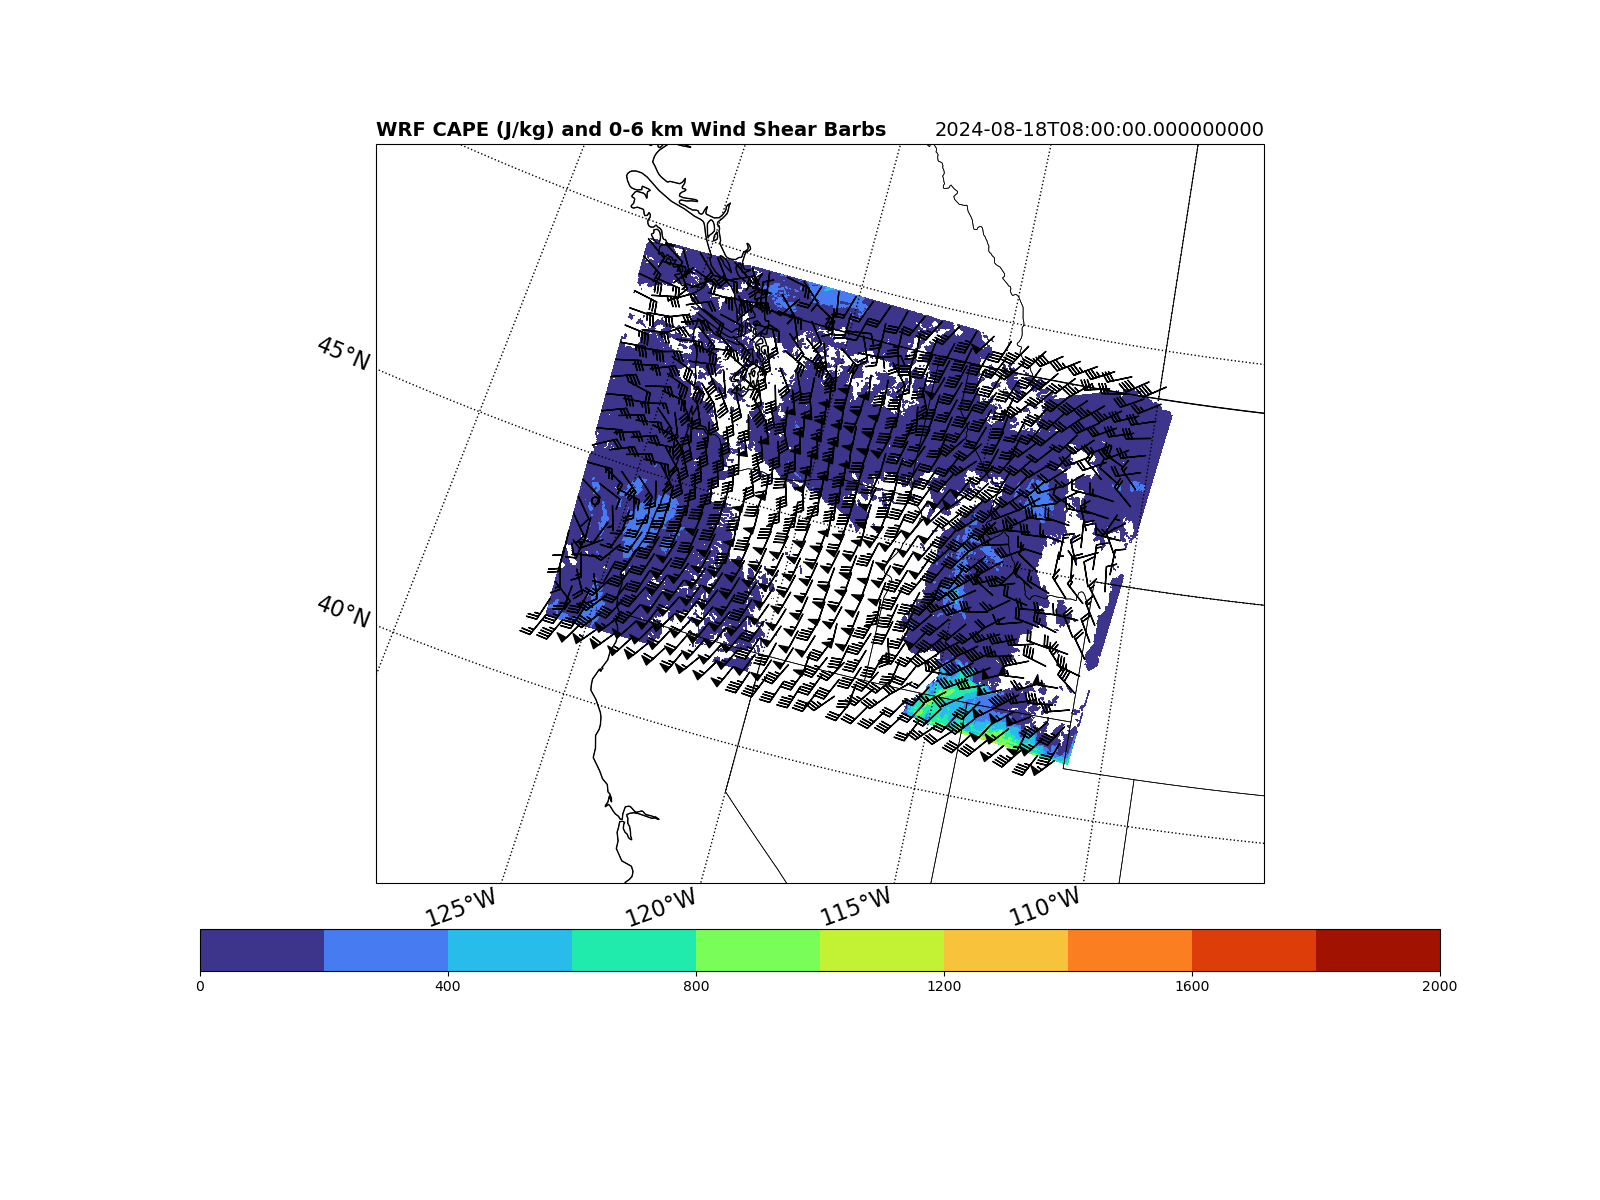 WRF CAPE (J/kg) and 0-6 km Wind Shear Barbs 2024-08-18T08:00:00.000000000
45°N
40°N
125°W 120°W 115°W 110°W
0 400 800 1200 1600 2000